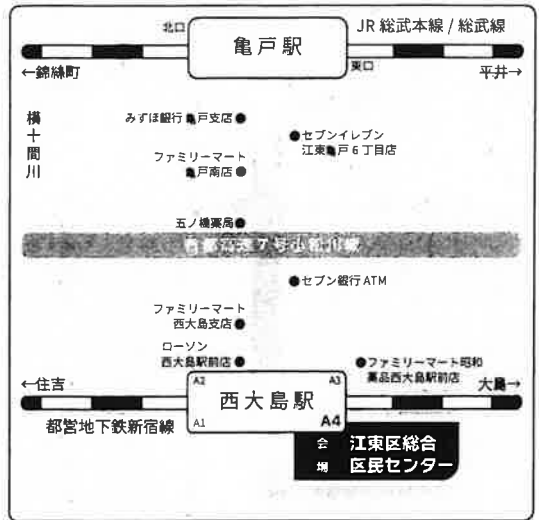 北口
亀戸駅
JR 総武本線 / 総武線
東口
←錦糸町
平井→
横十間川
みずほ銀行 亀戸支店
セブンイレブン
江東亀戸6丁目店
ファミリーマート
亀戸南店
五ノ橋薬局
首都高速7号小松川線
セブン銀行 ATM
ファミリーマート
西大島支店
ローソン
西大島駅前店
ファミリーマート昭和
薬品西大島駅前店
←住吉
大島→
A2
A3
西大島駅
A1
A4
都営地下鉄新宿線
会場
江東区総合
区民センター